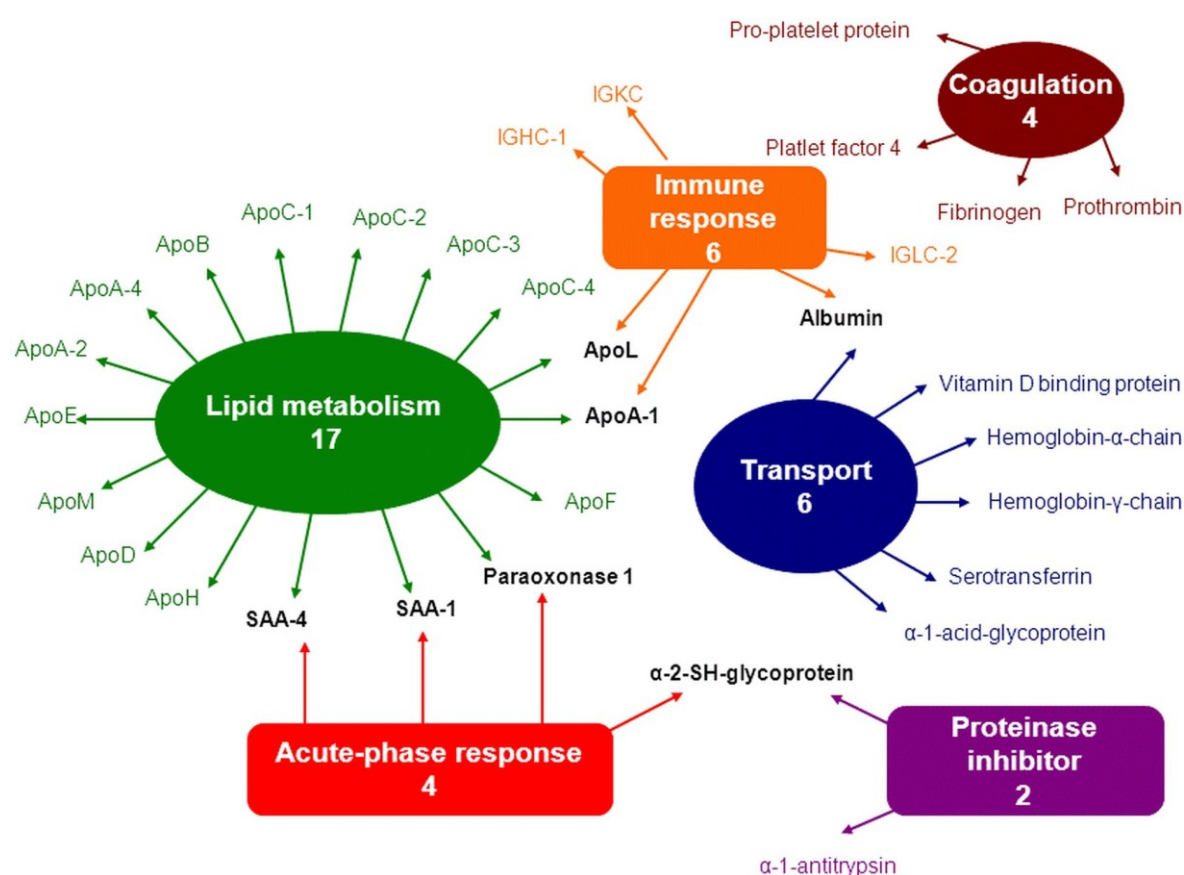 Pro-platelet protein
Coagulation
4
IGKC
IGHC-1
Platlet factor 4
Immune
response
6
Fibrinogen
Prothrombin
IGLC-2
ApoC-1
ApoC-2
ApoB
ApoC-3
ApoA-4
ApoC-4
Albumin
ApoA-2
ApoL
Vitamin D binding protein
Lipid metabolism
17
ApoE
ApoA-1
Hemoglobin-α-chain
Transport
6
ApoM
ApoF
Hemoglobin-γ-chain
ApoD
Paraoxonase 1
Serotransferrin
ApoH
SAA-4
SAA-1
α-1-acid-glycoprotein
α-2-SH-glycoprotein
Acute-phase response
4
Proteinase
inhibitor
2
α-1-antitrypsin